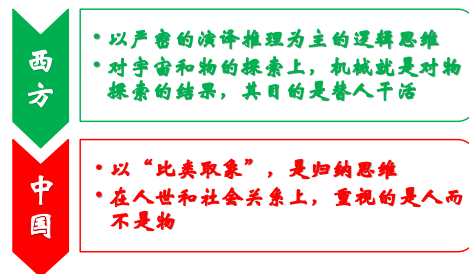 西方
• 以严密的演译推理为主的逻辑思维
• 对宇宙和物的探索上，机械就是对物
探索的结果，其目的是替人干活
中国
• 以“比类取象”，是归纳思维
• 在人世和社会关系上，重视的是人而
不是物